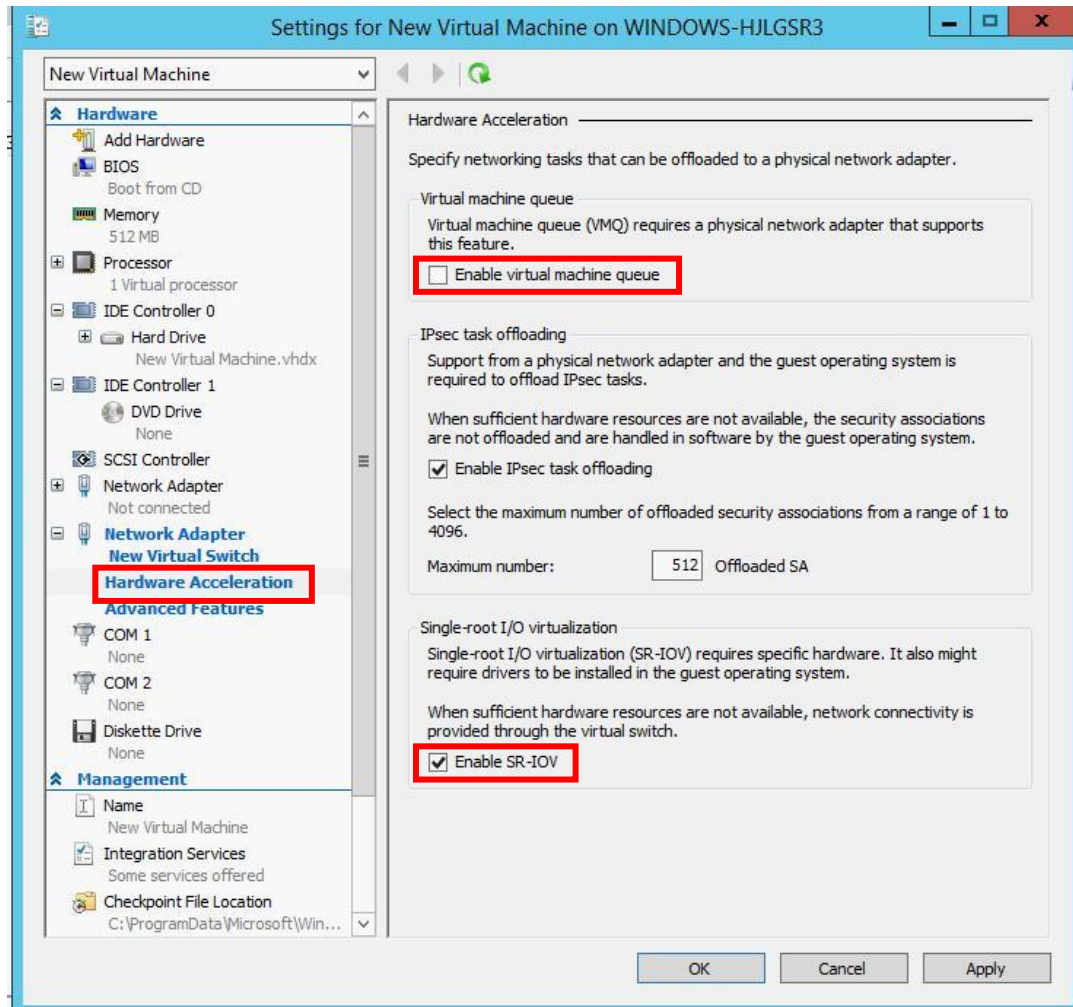 Settings for New Virtual Machine on WINDOWS-HJLGSR3
New Virtual Machine
Hardware
Add Hardware
BIOS
Boot from CD
Memory
512 MB
Processor
1 Virtual processor
IDE Controller 0
Hard Drive
New Virtual Machine.vhdx
IDE Controller 1
DVD Drive
None
SCSI Controller
Network Adapter
Not connected
Network Adapter
New Virtual Switch
Hardware Acceleration
Advanced Features
COM 1
None
COM 2
None
Diskette Drive
None
Management
Name
New Virtual Machine
Integration Services
Some services offered
Checkpoint File Location
C:\ProgramData\Microsoft\Win...
Hardware Acceleration
Specify networking tasks that can be offloaded to a physical network adapter.
Virtual machine queue
Virtual machine queue (VMQ) requires a physical network adapter that supports
this feature.
Enable virtual machine queue
IPsec task offloading
Support from a physical network adapter and the guest operating system is
required to offload IPsec tasks.
When sufficient hardware resources are not available, the security associations
are not offloaded and are handled in software by the guest operating system.
Enable IPsec task offloading
Select the maximum number of offloaded security associations from a range of 1 to
4096.
Maximum number: 512 Offloaded SA
Single-root I/O virtualization
Single-root I/O virtualization (SR-IOV) requires specific hardware. It also might
require drivers to be installed in the guest operating system.
When sufficient hardware resources are not available, network connectivity is
provided through the virtual switch.
Enable SR-IOV
OK Cancel Apply